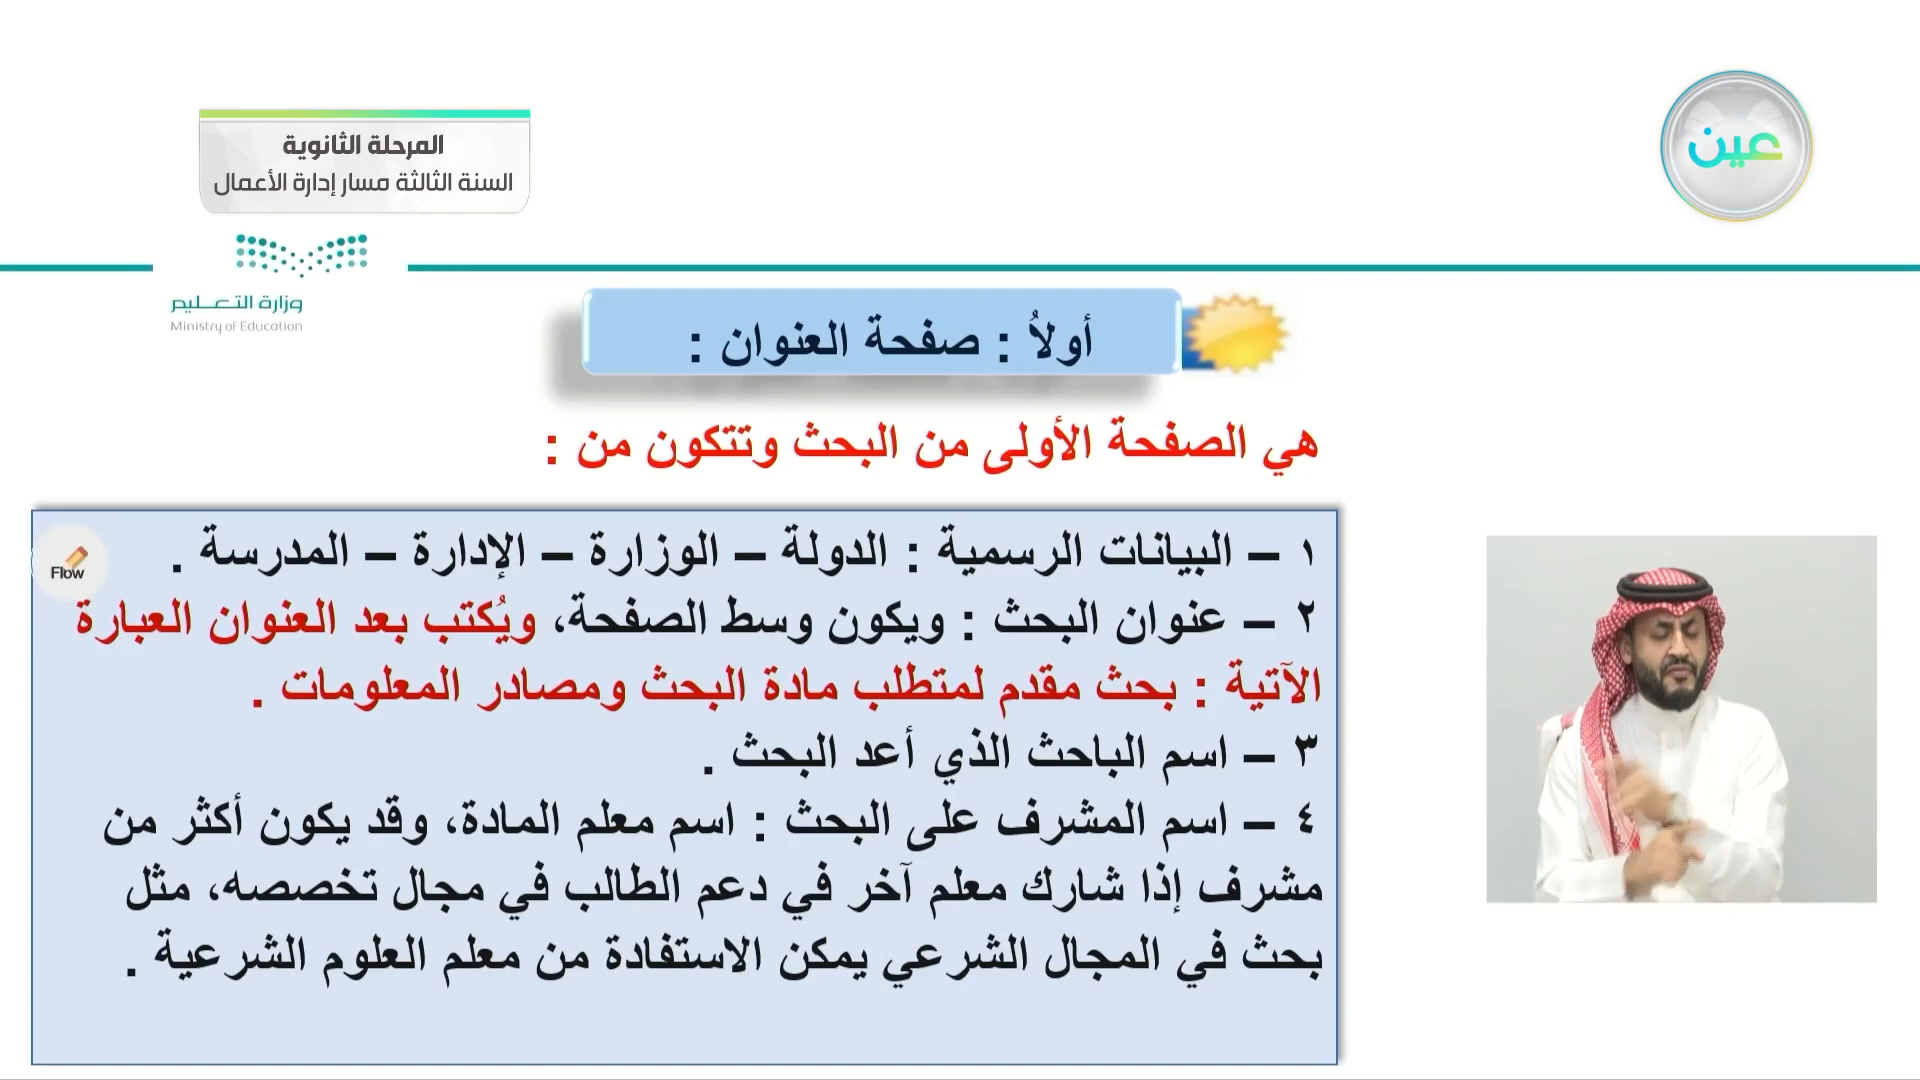 المرحلة الثانوية
السنة الثالثة مسار إدارة الأعمال
عين
وزارة التعليم
Ministry of Education
أولاً : صفحة العنوان :
هي الصفحة الأولى من البحث وتتكون من :
١ – البيانات الرسمية : الدولة – الوزارة – الإدارة – المدرسة .
٢ – عنوان البحث : ويكون وسط الصفحة، ويُكتب بعد العنوان العبارة
الآتية : بحث مقدم لمتطلب مادة البحث ومصادر المعلومات .
٣ – اسم الباحث الذي أعد البحث .
٤ – اسم المشرف على البحث : اسم معلم المادة، وقد يكون أكثر من
مشرف إذا شارك معلم آخر في دعم الطالب في مجال تخصصه، مثل
بحث في المجال الشرعي يمكن الاستفادة من معلم العلوم الشرعية .
Flow